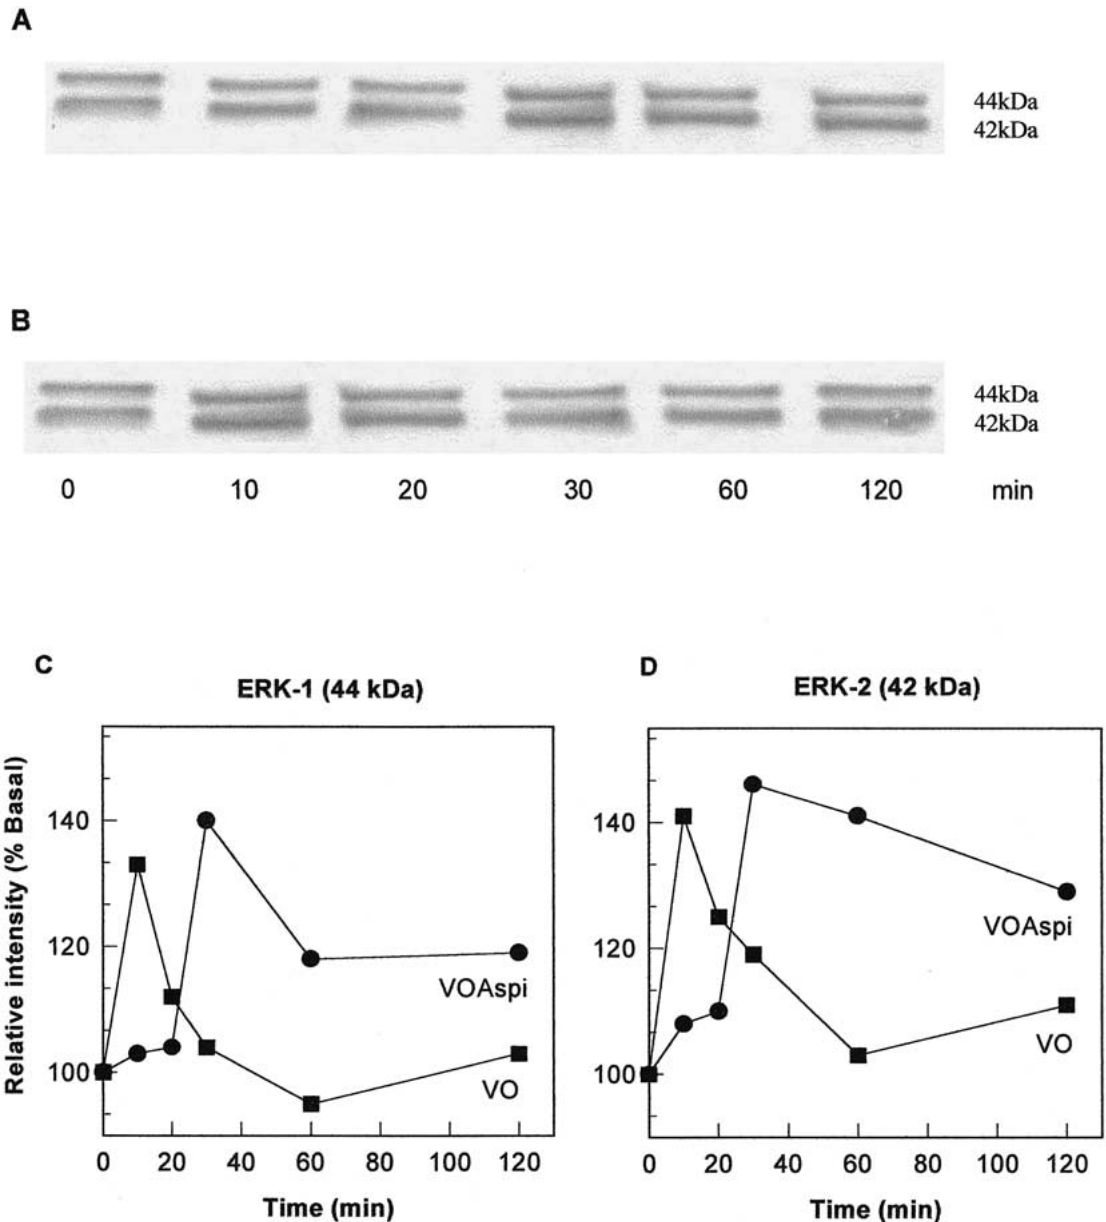 A
44kDa
42kDa
B
44kDa
42kDa
0 10 20 30 60 120 min
C
ERK-1 (44 kDa)
Relative intensity (% Basal)
140
120
100
VOAspi
VO
0 20 40 60 80 100 120
Time (min)
D
ERK-2 (42 kDa)
140
120
100
VOAspi
VO
0 20 40 60 80 100 120
Time (min)